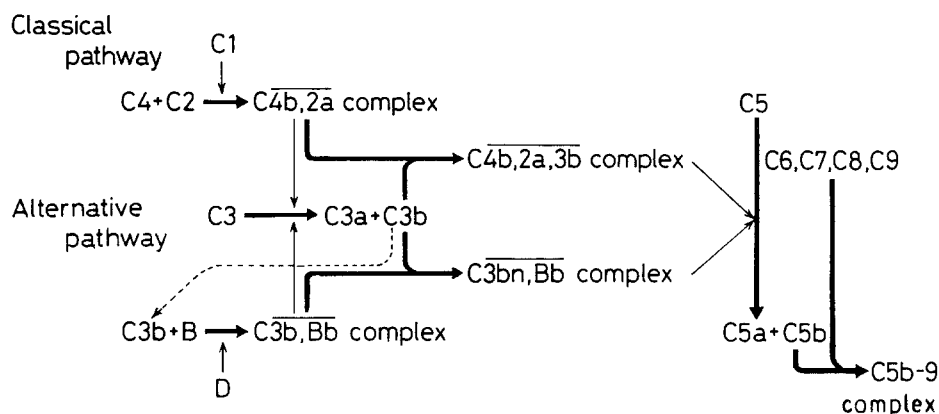 Classical
pathway
C1
C4+C2
C4b,2a complex
C5
C4b,2a,3b complex
C6,C7,C8,C9
Alternative
pathway
C3
C3a+C3b
C3bn,Bb complex
C3b+B
C3b,Bb complex
D
C5a+C5b
C5b-9
complex